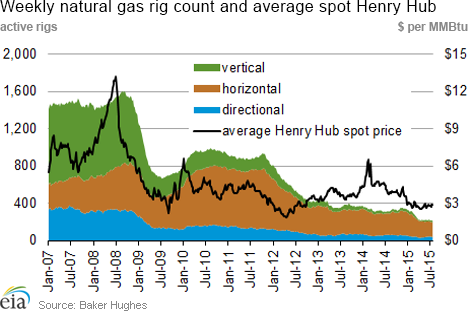 Weekly natural gas rig count and average spot Henry Hub
active rigs $ per MMBtu
2,000 $15
vertical
1,600 $12
horizontal
directional
1,200 $9
average Henry Hub spot price
800 $6
400 $3
0 $0
Jan-07 Jul-07 Jan-08 Jul-08 Jan-09 Jul-09 Jan-10 Jul-10 Jan-11 Jul-11 Jan-12 Jul-12 Jan-13 Jul-13 Jan-14 Jul-14 Jan-15 Jul-15
eia Source: Baker Hughes